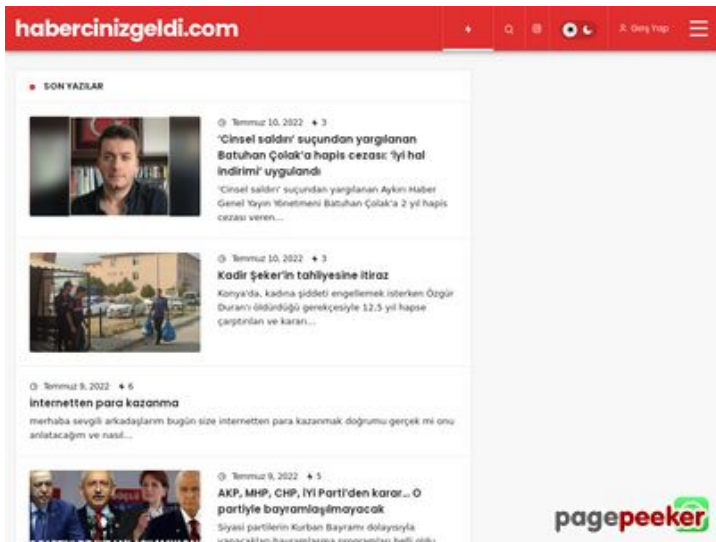 habercinizgeldi.com
Giriş Yap
SON YAZILAR
Temmuz 10, 2022 3
'Cinsel saldırı' suçundan yargılanan
Batuhan Çolak'a hapis cezası: 'İyi hal
indirimi' uygulandı
'Cinsel saldırı' suçundan yargılanan Aykırı Haber
Genel Yayın Yönetmeni Batuhan Çolak'a 2 yıl hapis
cezası veren...
Temmuz 10, 2022 3
Kadir Şeker'in tahliyesine itiraz
Konya'da, kadına şiddeti engellemek isterken Özgür
Duran'ı öldürdüğü gerekçesiyle 12,5 yıl hapse
çarptırılan ve kararı...
Temmuz 9, 2022 6
internetten para kazanma
merhaba sevgili arkadaşlarım bugün size internetten para kazanmak doğrumu gerçek mi onu
anlatacağım ve nasıl...
Temmuz 9, 2022 5
AKP, MHP, CHP, İYİ Parti'den karar... O
partiyle bayramlaşılmayacak
Siyasi partilerin Kurban Bayramı dolayısıyla
yapacakları bayramlaşma programları belli oldu
pagepeeker